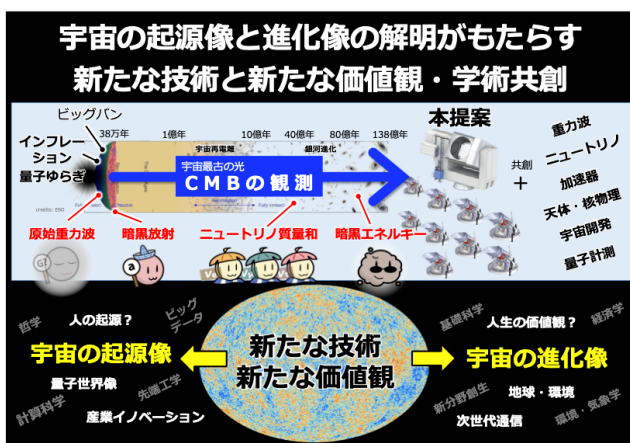 宇宙の起源像と進化像の解明がもたらす
新たな技術と新たな価値観・学術共創
ビッグバン
38万年
1億年
10億年
40億年
80億年
138億年
本提案
インフレー
ション
量子ゆらぎ
宇宙再電離
銀河進化
宇宙最古の光
CMBの観測
共創
+
重力波
ニュートリノ
加速器
天体・核物理
宇宙開発
量子計測
credits: ESO
原始重力波
暗黒放射
ニュートリノ質量和
暗黒エネルギー
a
哲学
人の起源?
ビッグ
データ
宇宙の起源像
量子世界像
先端工学
計算科学
産業イノベーション
新たな技術
新たな価値観
基礎科学
人生の価値観?
経済学
宇宙の進化像
新分野創生
地球・環境
次世代通信
環境・気象学